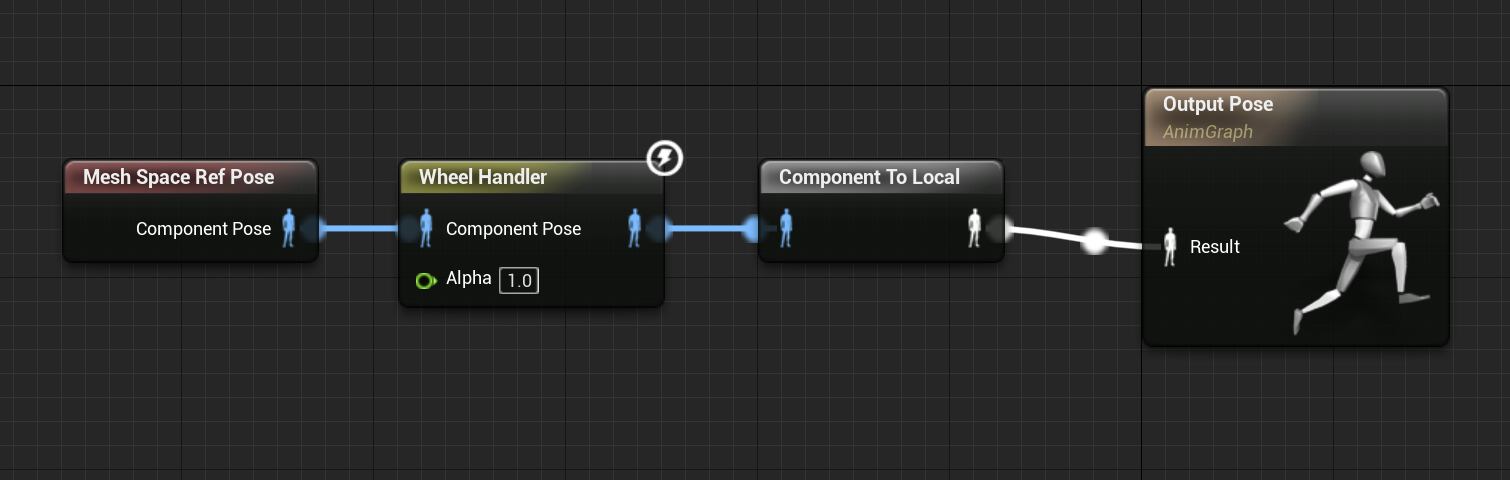 Mesh Space Ref Pose
Component Pose
Wheel Handler
Component Pose
Alpha 1.0
Component To Local
Output Pose
AnimGraph
Result